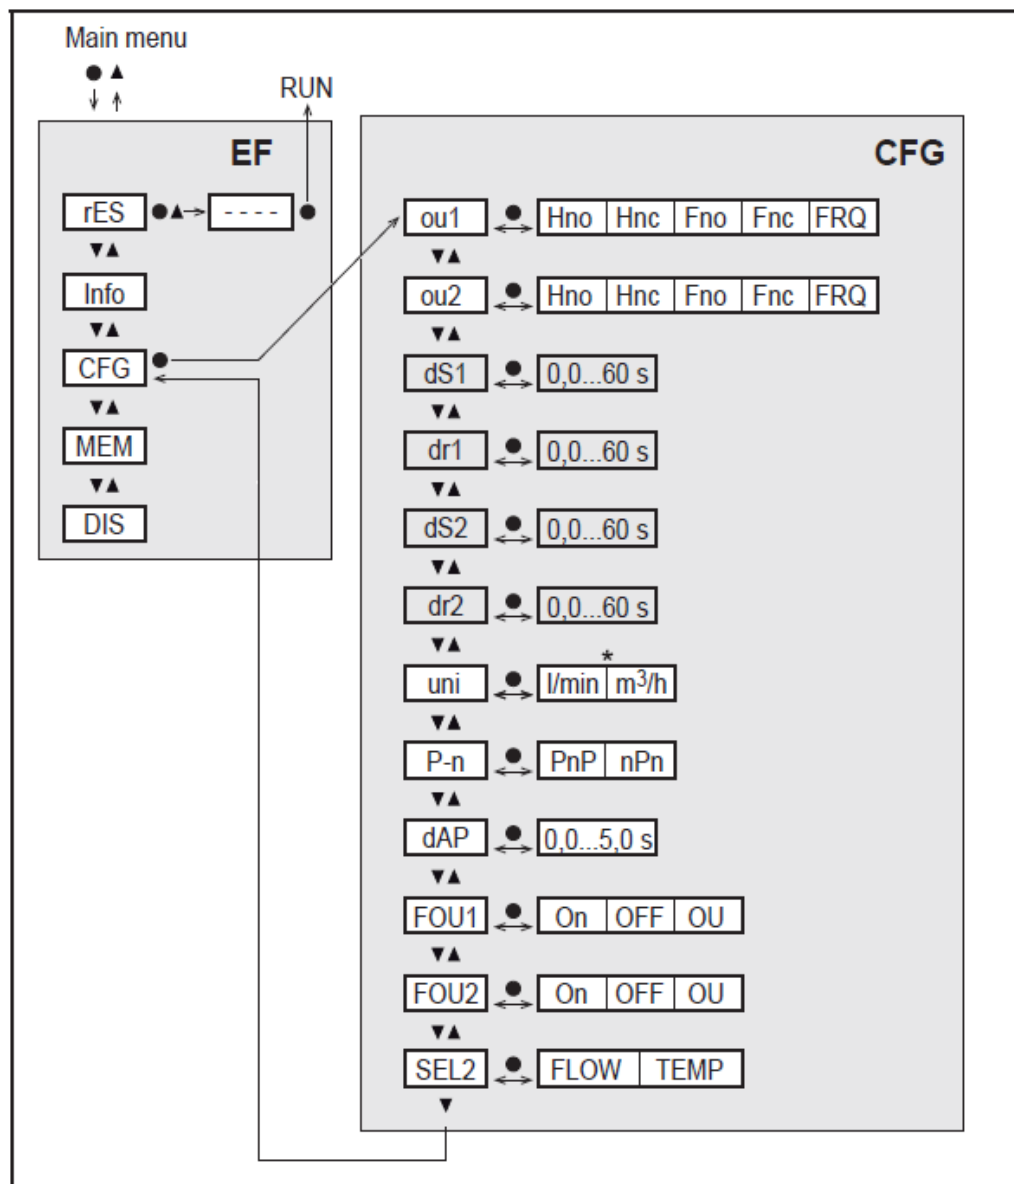 Main menu
RUN
EF
rES
- - - -
Info
CFG
MEM
DIS
CFG
ou1 Hno Hnc Fno Fnc FRQ
ou2 Hno Hnc Fno Fnc FRQ
dS1 0,0...60 s
dr1 0,0...60 s
dS2 0,0...60 s
dr2 0,0...60 s
*
uni l/min m³/h
P-n PnP nPn
dAP 0,0...5,0 s
FOU1 On OFF OU
FOU2 On OFF OU
SEL2 FLOW TEMP